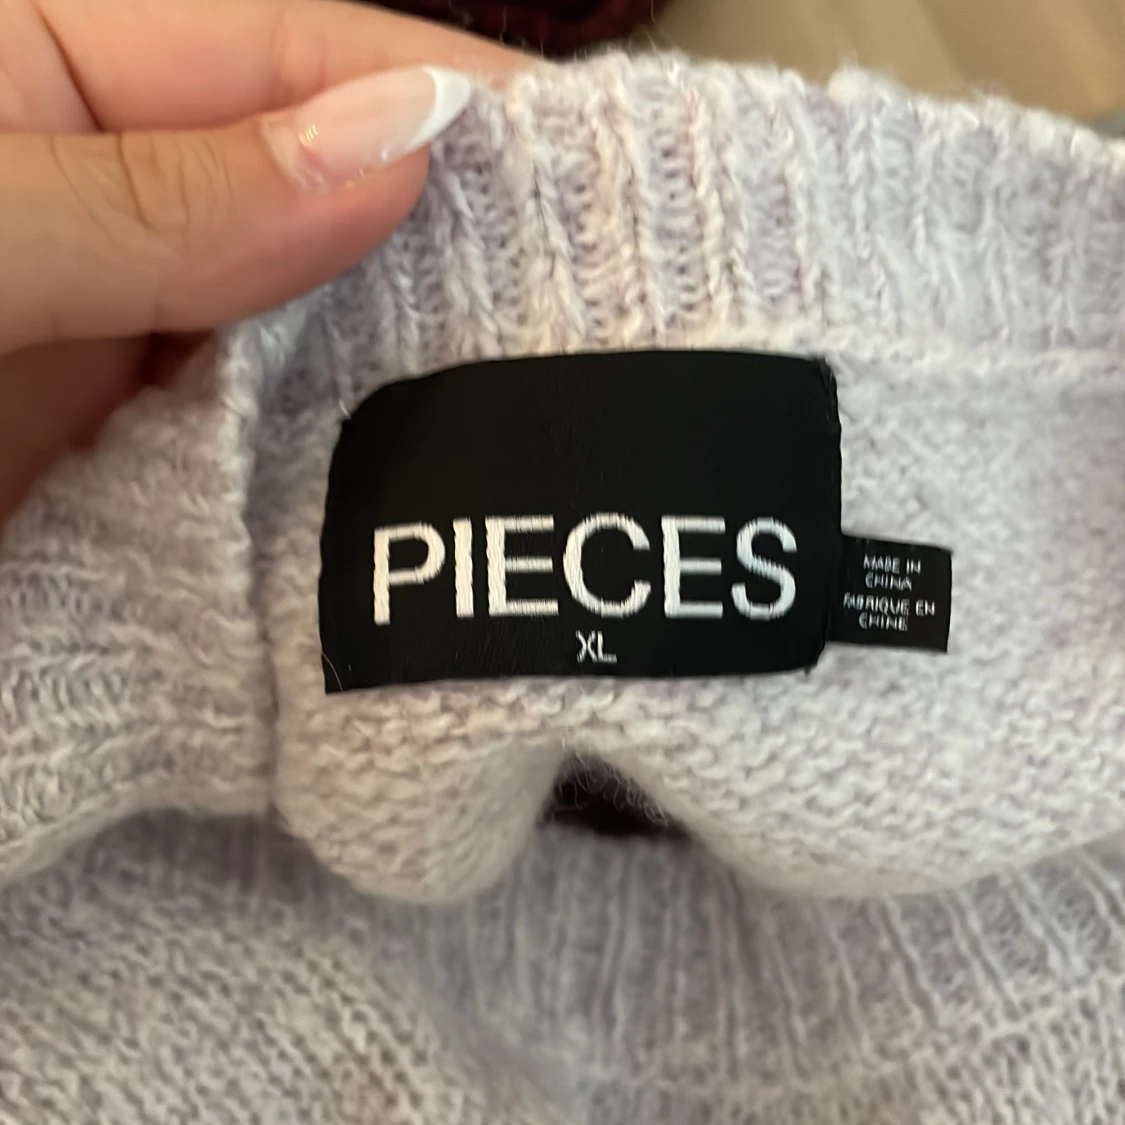 PIECES
XL
MADE IN
CHINA
FABRIQUE EN
CHINE